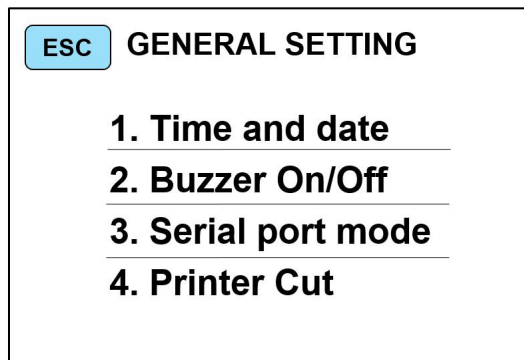 ESC GENERAL SETTING
1. Time and date
2. Buzzer On/Off
3. Serial port mode
4. Printer Cut